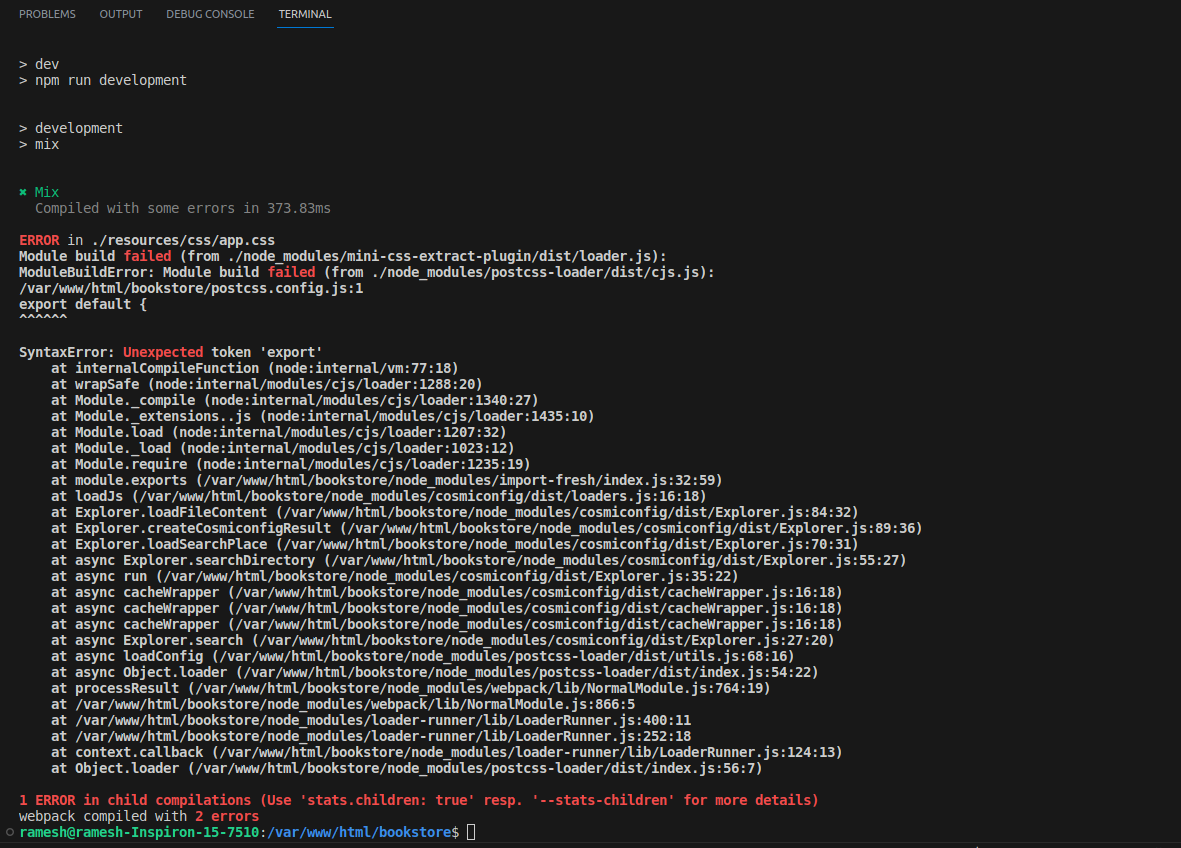 PROBLEMS OUTPUT DEBUG CONSOLE TERMINAL
> dev
> npm run development
> development
> mix
✖ Mix
Compiled with some errors in 373.83ms
ERROR in ./resources/css/app.css
Module build failed (from ./node_modules/mini-css-extract-plugin/dist/loader.js):
ModuleBuildError: Module build failed (from ./node_modules/postcss-loader/dist/cjs.js):
/var/www/html/bookstore/postcss.config.js:1
export default {
^^^^^^
SyntaxError: Unexpected token 'export'
at internalCompileFunction (node:internal/vm:77:18)
at wrapSafe (node:internal/modules/cjs/loader:1288:20)
at Module._compile (node:internal/modules/cjs/loader:1340:27)
at Module._extensions..js (node:internal/modules/cjs/loader:1435:10)
at Module.load (node:internal/modules/cjs/loader:1207:32)
at Module._load (node:internal/modules/cjs/loader:1023:12)
at Module.require (node:internal/modules/cjs/loader:1235:19)
at module.exports (/var/www/html/bookstore/node_modules/import-fresh/index.js:32:59)
at loadJs (/var/www/html/bookstore/node_modules/cosmiconfig/dist/loaders.js:16:18)
at Explorer.loadFileContent (/var/www/html/bookstore/node_modules/cosmiconfig/dist/Explorer.js:84:32)
at Explorer.createCosmiconfigResult (/var/www/html/bookstore/node_modules/cosmiconfig/dist/Explorer.js:89:36)
at Explorer.loadSearchPlace (/var/www/html/bookstore/node_modules/cosmiconfig/dist/Explorer.js:70:31)
at async Explorer.searchDirectory (/var/www/html/bookstore/node_modules/cosmiconfig/dist/Explorer.js:55:27)
at async run (/var/www/html/bookstore/node_modules/cosmiconfig/dist/Explorer.js:35:22)
at async cacheWrapper (/var/www/html/bookstore/node_modules/cosmiconfig/dist/cacheWrapper.js:16:18)
at async cacheWrapper (/var/www/html/bookstore/node_modules/cosmiconfig/dist/cacheWrapper.js:16:18)
at async cacheWrapper (/var/www/html/bookstore/node_modules/cosmiconfig/dist/cacheWrapper.js:16:18)
at async Explorer.search (/var/www/html/bookstore/node_modules/cosmiconfig/dist/Explorer.js:27:20)
at async loadConfig (/var/www/html/bookstore/node_modules/postcss-loader/dist/utils.js:68:16)
at async Object.loader (/var/www/html/bookstore/node_modules/postcss-loader/dist/index.js:54:22)
at processResult (/var/www/html/bookstore/node_modules/webpack/lib/NormalModule.js:764:19)
at /var/www/html/bookstore/node_modules/webpack/lib/NormalModule.js:866:5
at /var/www/html/bookstore/node_modules/loader-runner/lib/LoaderRunner.js:400:11
at /var/www/html/bookstore/node_modules/loader-runner/lib/LoaderRunner.js:252:18
at context.callback (/var/www/html/bookstore/node_modules/loader-runner/lib/LoaderRunner.js:124:13)
at Object.loader (/var/www/html/bookstore/node_modules/postcss-loader/dist/index.js:56:7)
1 ERROR in child compilations (Use 'stats.children: true' resp. '--stats-children' for more details)
webpack compiled with 2 errors
ramesh@ramesh-Inspiron-15-7510:/var/www/html/bookstore$